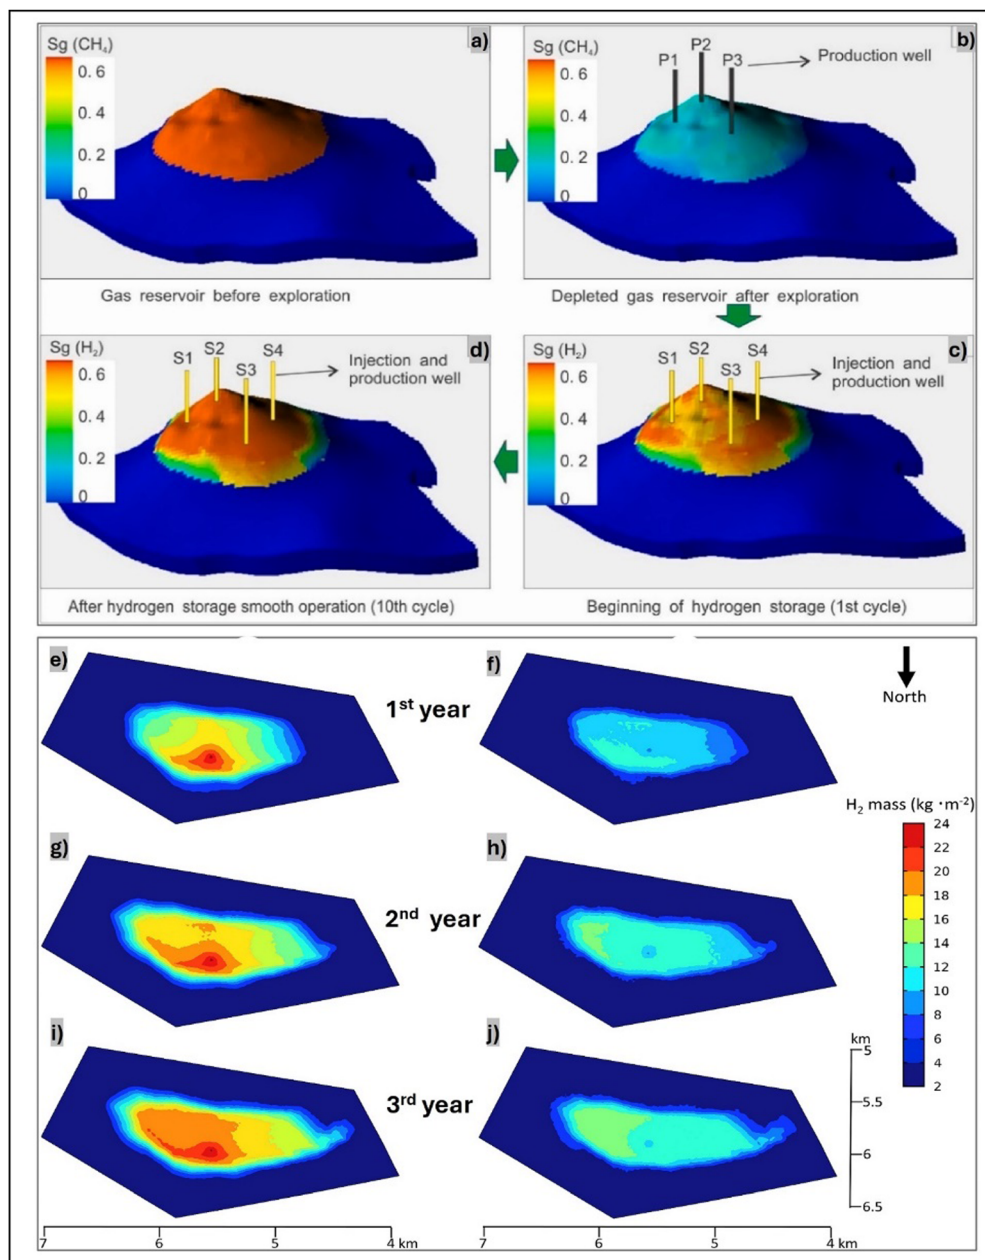 Sg (CH₄)
a)
0.6
0.4
0.2
0
Gas reservoir before exploration
Sg (CH₄)
b)
0.6
0.4
0.2
0
P1
P2
P3
Production well
Depleted gas reservoir after exploration
Sg (H₂)
d)
0.6
0.4
0.2
0
S1
S2
S3
S4
Injection and
production well
After hydrogen storage smooth operation (10th cycle)
Sg (H₂)
c)
0.6
0.4
0.2
0
S1
S2
S3
S4
Injection and
production well
Beginning of hydrogen storage (1st cycle)
e)
1st year
f)
North
g)
2nd year
h)
H₂ mass (kg ·m⁻²)
24
22
20
18
16
14
12
10
8
6
4
2
i)
3rd year
j)
km
5
5.5
6
6.5
7
6
5
4 km
6
5
4 km